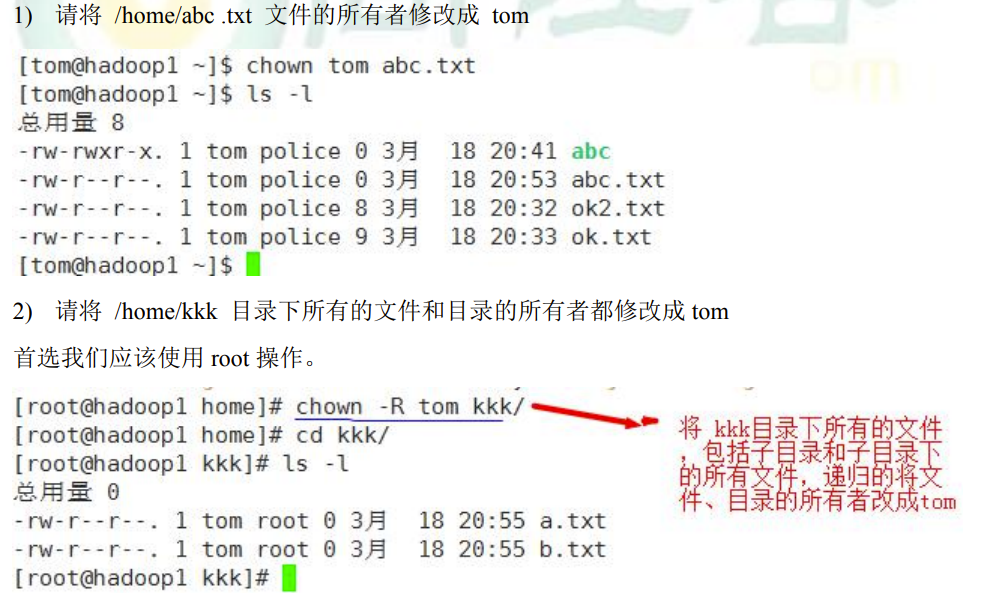 1) 请将 /home/abc .txt 文件的所有者修改成 tom
[tom@hadoop1 ~]$ chown tom abc.txt
[tom@hadoop1 ~]$ ls -l
总用量 8
-rw-rwxr-x. 1 tom police 0 3月 18 20:41 abc
-rw-r--r--. 1 tom police 0 3月 18 20:53 abc.txt
-rw-r--r--. 1 tom police 8 3月 18 20:32 ok2.txt
-rw-r--r--. 1 tom police 9 3月 18 20:33 ok.txt
[tom@hadoop1 ~]$
2) 请将 /home/kkk 目录下所有的文件和目录的所有者都修改成 tom
首选我们应该使用 root 操作。
[root@hadoop1 home]# chown -R tom kkk/
[root@hadoop1 home]# cd kkk/
[root@hadoop1 kkk]# ls -l
总用量 0
-rw-r--r--. 1 tom root 0 3月 18 20:55 a.txt
-rw-r--r--. 1 tom root 0 3月 18 20:55 b.txt
[root@hadoop1 kkk]#
将 kkk目录下所有的文件
，包括子目录和子目录下
的所有文件，递归的将文
件、目录的所有者改成tom